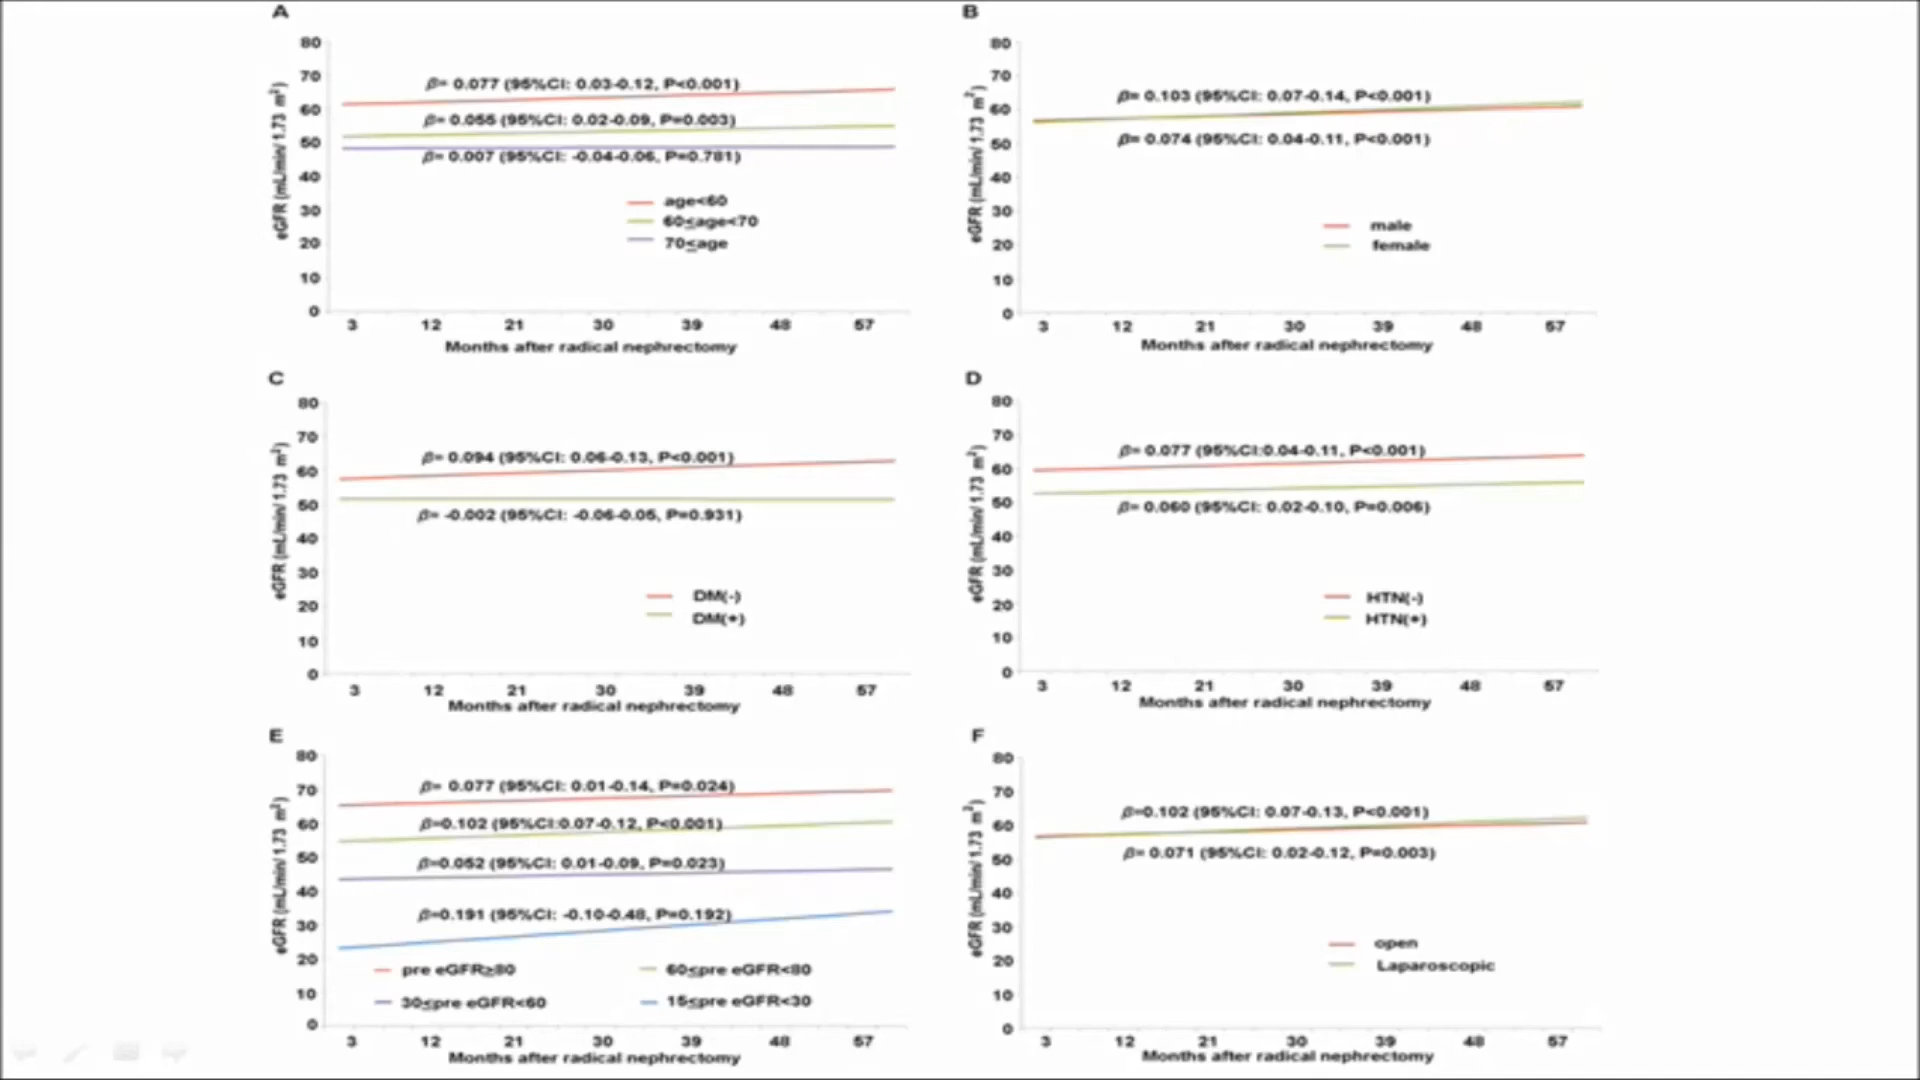 A
80
70
60
50
40
30
20
10
0
eGFR (mL/min/ 1.73 m²)
β= 0.077 (95%CI: 0.03-0.12, P<0.001)
β= 0.055 (95%CI: 0.02-0.09, P=0.003)
β= 0.007 (95%CI: -0.04-0.06, P=0.781)
age<60
60≤age<70
70≤age
3 12 21 30 39 48 57
Months after radical nephrectomy
B
80
70
60
50
40
30
20
10
0
eGFR (mL/min/ 1.73 m²)
β= 0.103 (95%CI: 0.07-0.14, P<0.001)
β= 0.074 (95%CI: 0.04-0.11, P<0.001)
male
female
3 12 21 30 39 48 57
Months after radical nephrectomy
C
80
70
60
50
40
30
20
10
0
eGFR (mL/min/ 1.73 m²)
β= 0.094 (95%CI: 0.06-0.13, P<0.001)
β= -0.002 (95%CI: -0.06-0.05, P=0.931)
DM(-)
DM(+)
3 12 21 30 39 48 57
Months after radical nephrectomy
D
80
70
60
50
40
30
20
10
0
eGFR (mL/min/ 1.73 m²)
β= 0.077 (95%CI:0.04-0.11, P<0.001)
β= 0.060 (95%CI: 0.02-0.10, P=0.006)
HTN(-)
HTN(+)
3 12 21 30 39 48 57
Months after radical nephrectomy
E
80
70
60
50
40
30
20
10
0
eGFR (mL/min/ 1.73 m²)
β= 0.077 (95%CI: 0.01-0.14, P=0.024)
β=0.102 (95%CI:0.07-0.12, P<0.001)
β=0.052 (95%CI: 0.01-0.09, P=0.023)
β=0.191 (95%CI: -0.10-0.48, P=0.192)
pre eGFR≥80 60≤pre eGFR<80
30≤pre eGFR<60 15≤pre eGFR<30
3 12 21 30 39 48 57
Months after radical nephrectomy
F
80
70
60
50
40
30
20
10
0
eGFR (mL/min/ 1.73 m²)
β=0.102 (95%CI: 0.07-0.13, P<0.001)
β= 0.071 (95%CI: 0.02-0.12, P=0.003)
open
Laparoscopic
3 12 21 30 39 48 57
Months after radical nephrectomy